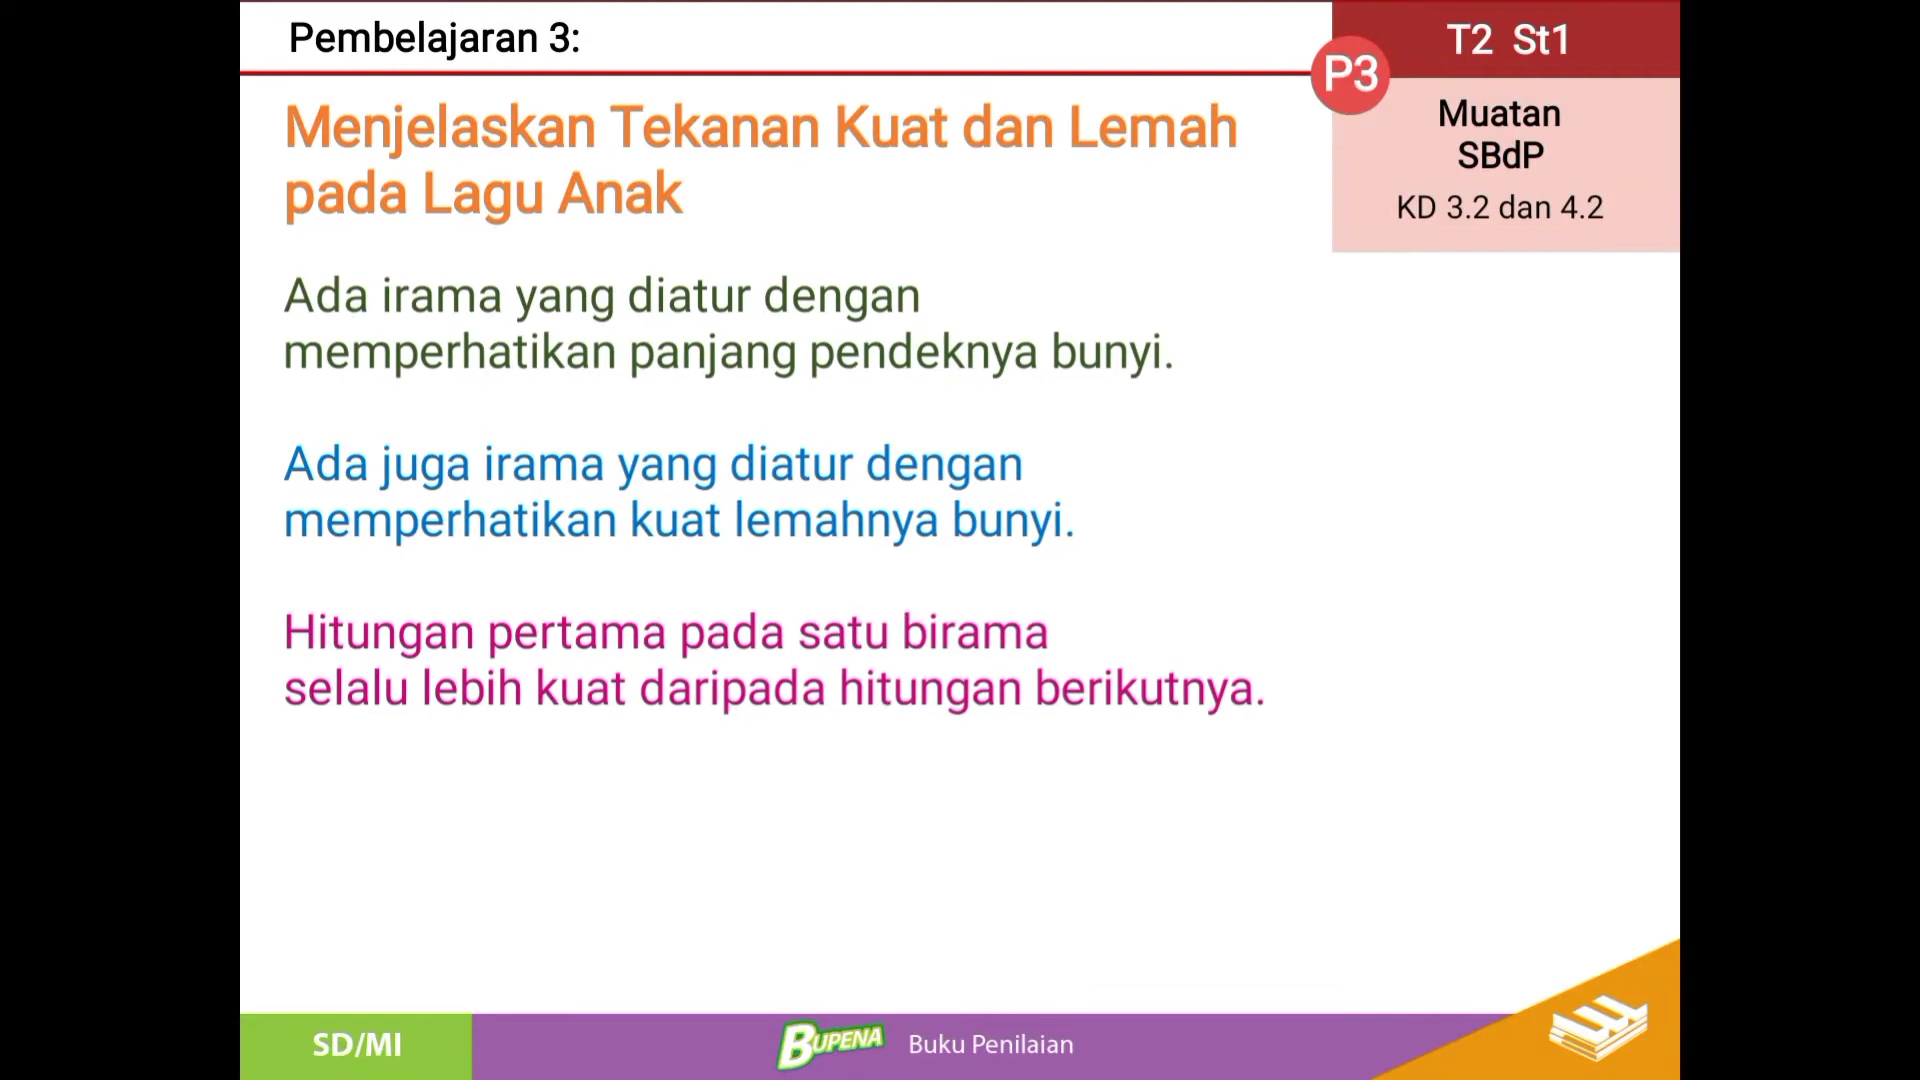 Pembelajaran 3:
T2 St1
P3
Muatan
SBdP
KD 3.2 dan 4.2
Menjelaskan Tekanan Kuat dan Lemah
pada Lagu Anak
Ada irama yang diatur dengan
memperhatikan panjang pendeknya bunyi.
Ada juga irama yang diatur dengan
memperhatikan kuat lemahnya bunyi.
Hitungan pertama pada satu birama
selalu lebih kuat daripada hitungan berikutnya.
SD/MI
BUPENA
Buku Penilaian